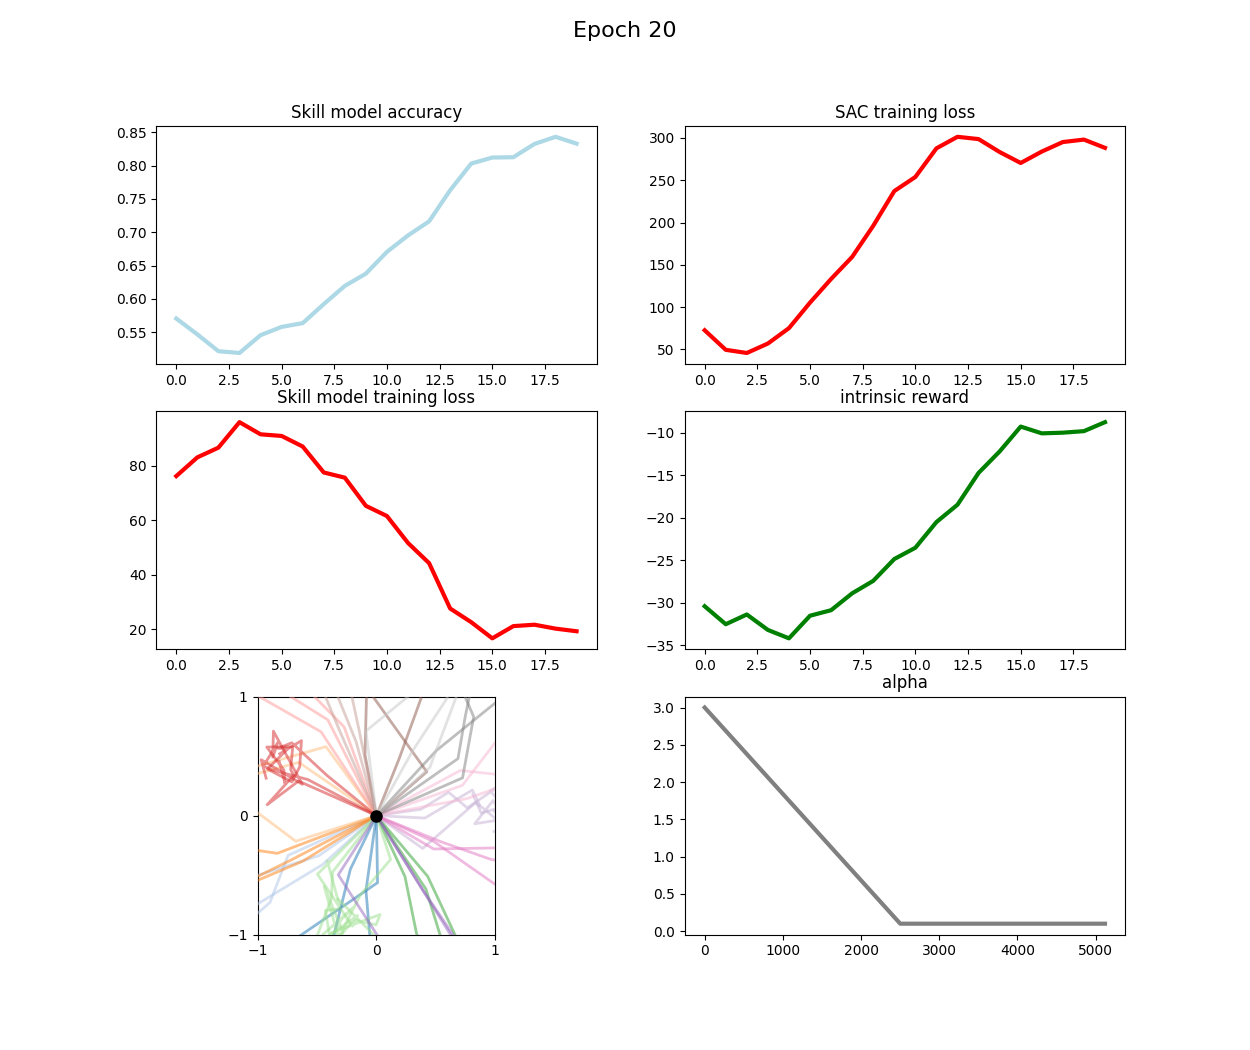 Epoch 20
Skill model accuracy
0.85
0.80
0.75
0.70
0.65
0.60
0.55
0.0 2.5 5.0 7.5 10.0 12.5 15.0 17.5
SAC training loss
300
250
200
150
100
50
0.0 2.5 5.0 7.5 10.0 12.5 15.0 17.5
Skill model training loss
80
60
40
20
0.0 2.5 5.0 7.5 10.0 12.5 15.0 17.5
intrinsic reward
−10
−15
−20
−25
−30
−35
0.0 2.5 5.0 7.5 10.0 12.5 15.0 17.5
1
0
−1
−1 0 1
alpha
3.0
2.5
2.0
1.5
1.0
0.5
0.0
0 1000 2000 3000 4000 5000